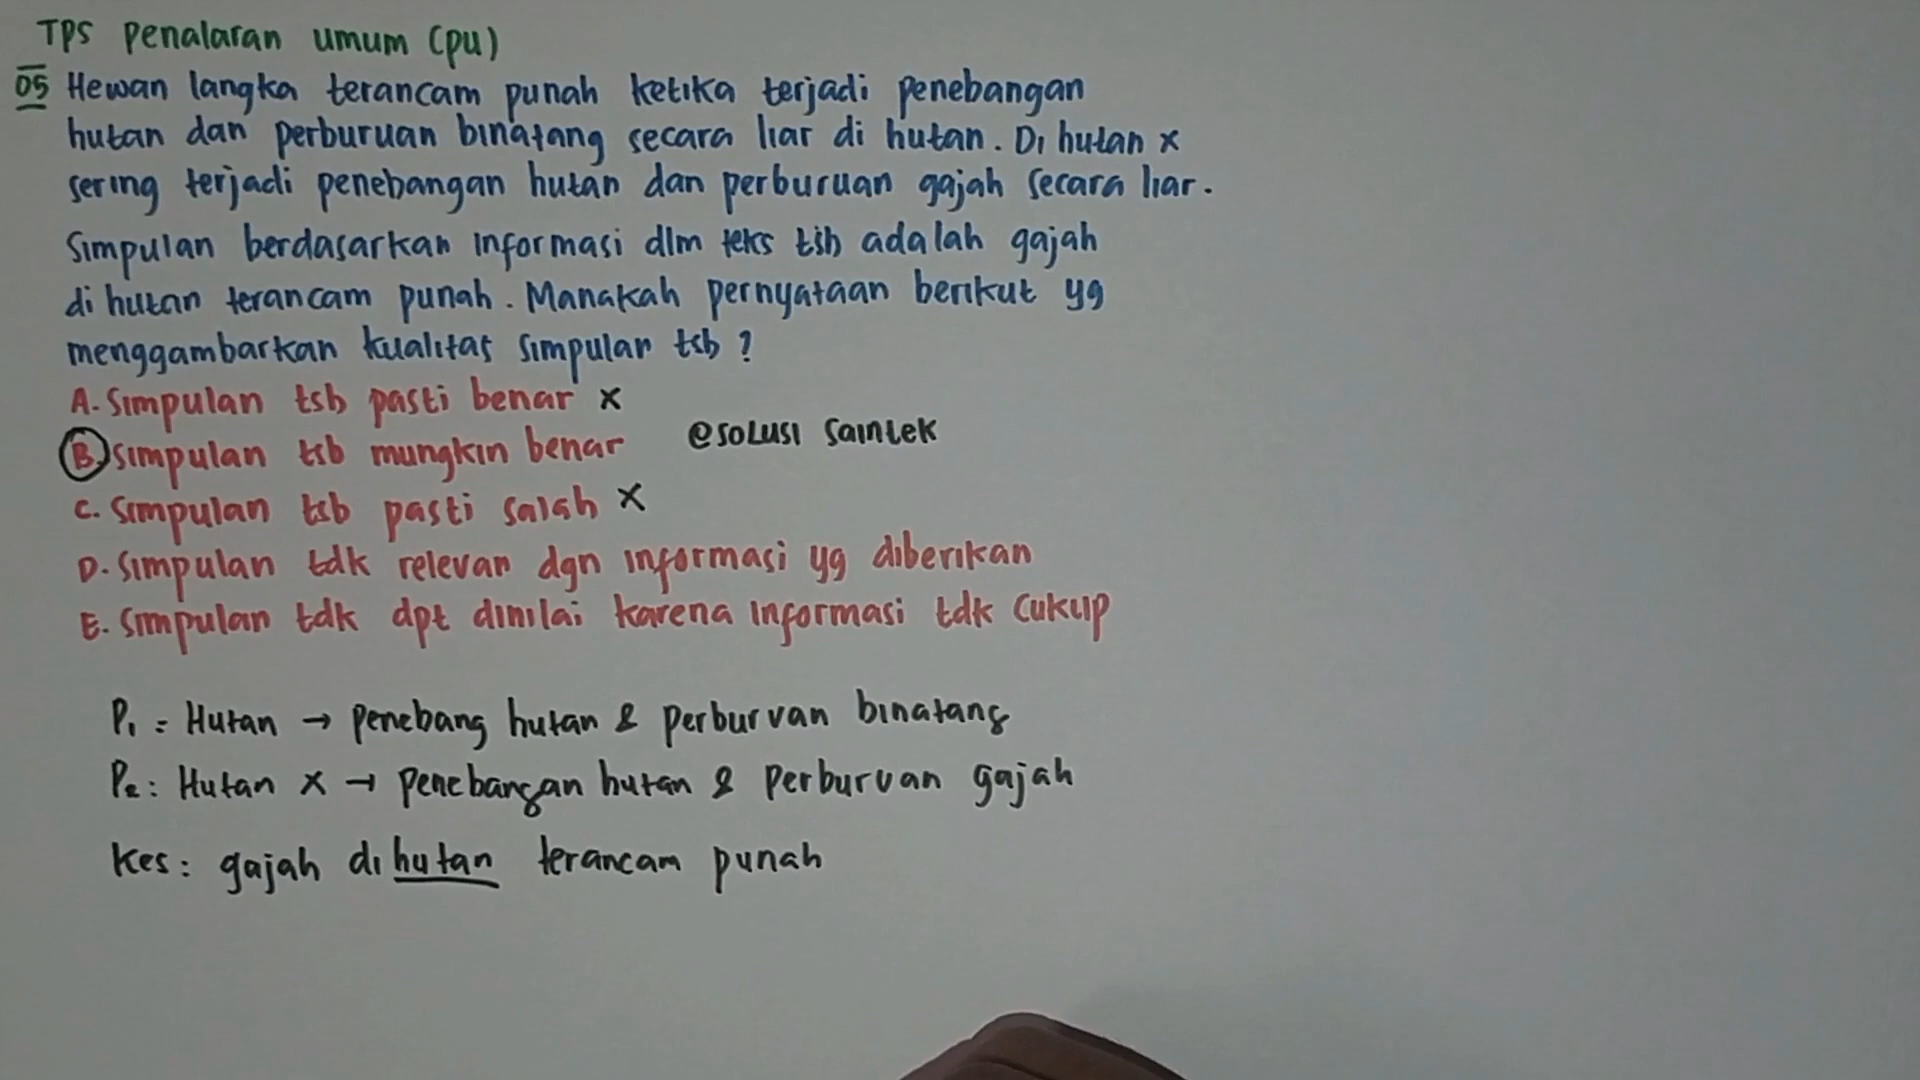 TPS penalaran umum (pu)
05 Hewan langka terancam punah ketika terjadi penebangan
hutan dan perburuan binatang secara liar di hutan. Di hutan x
sering terjadi penebangan hutan dan perburuan gajah secara liar.
Simpulan berdasarkan informasi dlm teks tsb adalah gajah
di hutan terancam punah. Manakah pernyataan berikut yg
menggambarkan kualitas simpulan tsb ?
A. Simpulan tsb pasti benar x
B. Simpulan tsb mungkin benar @solusi saintek
C. Simpulan tsb pasti salah x
D. Simpulan tdk relevan dgn informasi yg diberikan
E. Simpulan tdk dpt dinilai karena informasi tdk cukup
P1 = Hutan → penebang hutan & perburuan binatang
P2 : Hutan x → penebangan hutan & perburuan gajah
Kes : gajah di hutan terancam punah